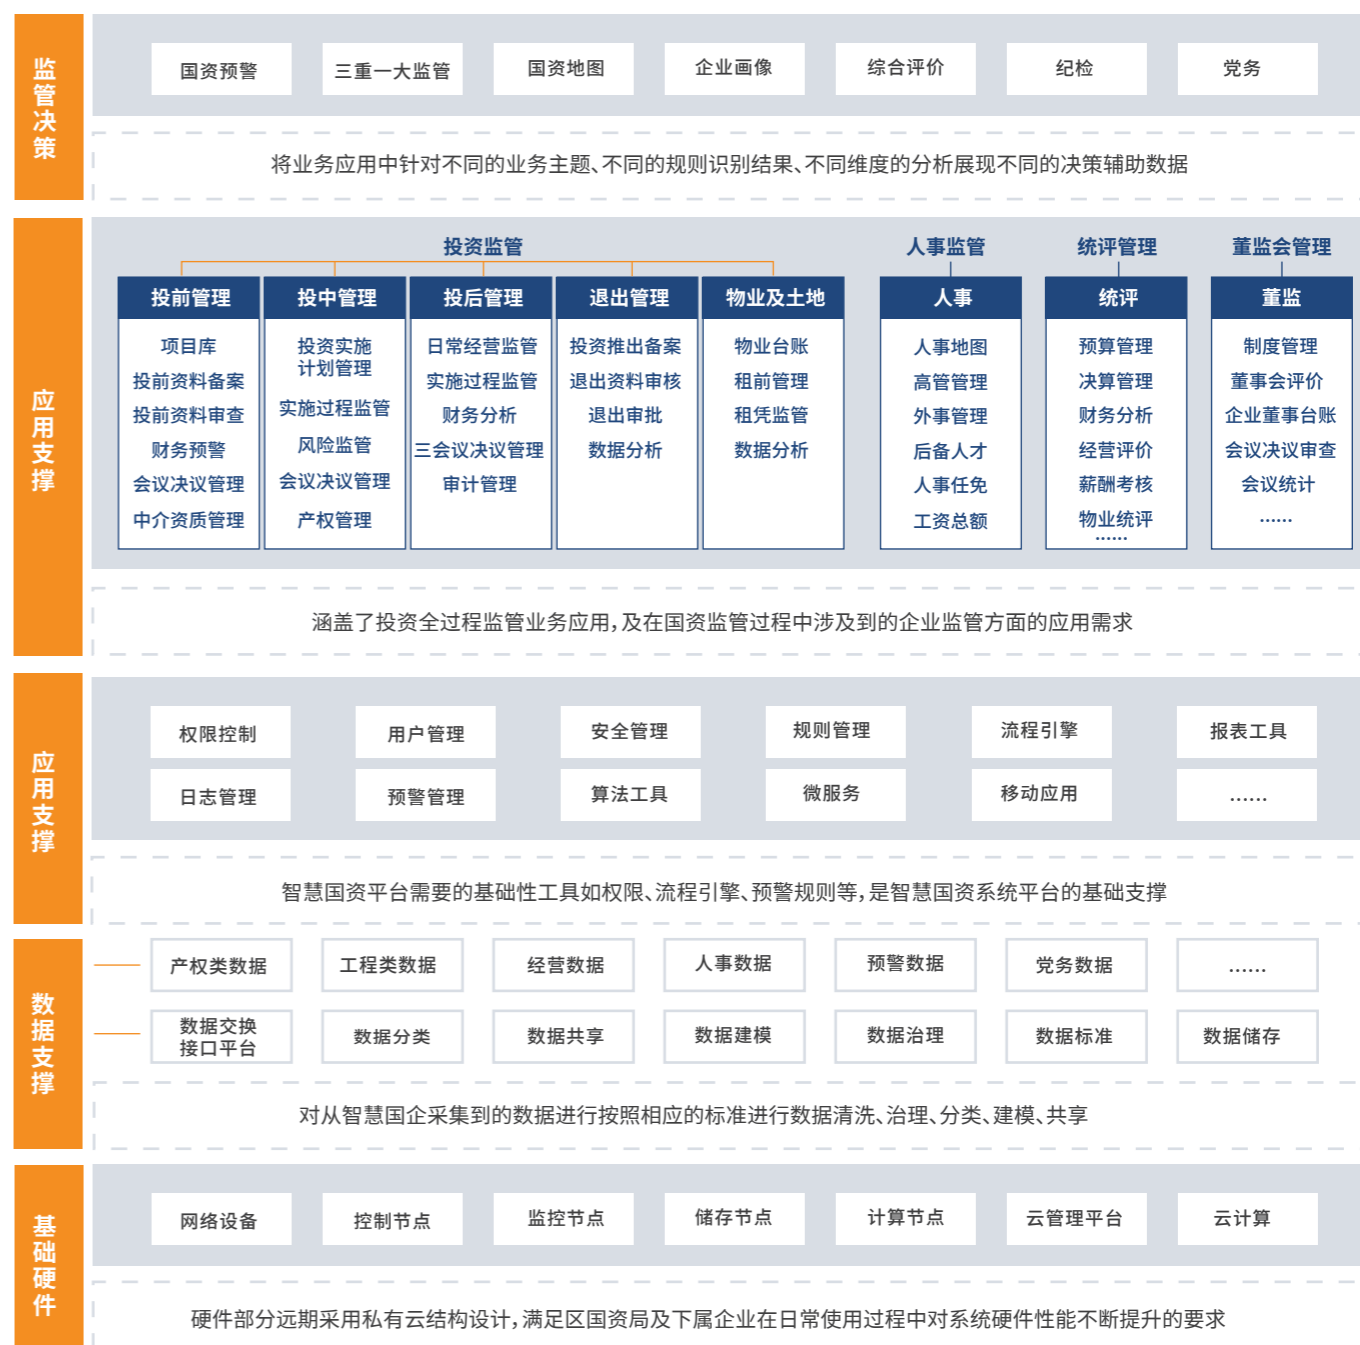 监管决策
国资预警
三重一大监管
国资地图
企业画像
综合评价
纪检
党务
将业务应用中针对不同的业务主题、不同的规则识别结果、不同维度的分析展现不同的决策辅助数据
应用支撑
投资监管
投前管理
项目库
投前资料备案
投前资料审查
财务预警
会议决议管理
中介资质管理
投中管理
投资实施
计划管理
实施过程监管
风险监管
会议决议管理
产权管理
投后管理
日常经营监管
实施过程监管
财务分析
三会议决议管理
审计管理
退出管理
投资推出备案
退出资料审核
退出审批
数据分析
物业及土地
物业台账
租前管理
租凭监管
数据分析
人事监管
人事
人事地图
高管管理
外事管理
后备人才
人事任免
工资总额
统评管理
统评
预算管理
决算管理
财务分析
经营评价
薪酬考核
物业统评
······
董监会管理
董监
制度管理
董事会评价
企业董事台账
会议决议审查
会议统计
······
涵盖了投资全过程监管业务应用,及在国资监管过程中涉及到的企业监管方面的应用需求
应用支撑
权限控制
用户管理
安全管理
规则管理
流程引擎
报表工具
日志管理
预警管理
算法工具
微服务
移动应用
······
智慧国资平台需要的基础性工具如权限、流程引擎、预警规则等,是智慧国资系统平台的基础支撑
数据支撑
产权类数据
工程类数据
经营数据
人事数据
预警数据
党务数据
······
数据交换
接口平台
数据分类
数据共享
数据建模
数据治理
数据标准
数据储存
对从智慧国企采集到的数据进行按照相应的标准进行数据清洗、治理、分类、建模、共享
基础硬件
网络设备
控制节点
监控节点
储存节点
计算节点
云管理平台
云计算
硬件部分远期采用私有云结构设计,满足区国资局及下属企业在日常使用过程中对系统硬件性能不断提升的要求